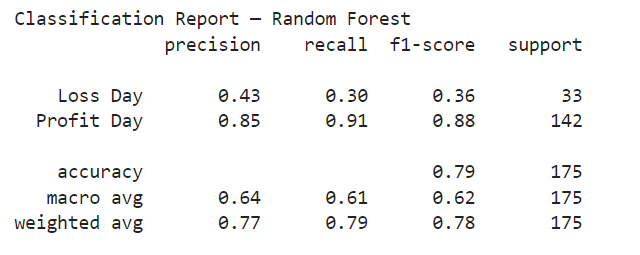 Classification Report — Random Forest
precision recall f1-score support
Loss Day 0.43 0.30 0.36 33
Profit Day 0.85 0.91 0.88 142
accuracy 0.79 175
macro avg 0.64 0.61 0.62 175
weighted avg 0.77 0.79 0.78 175